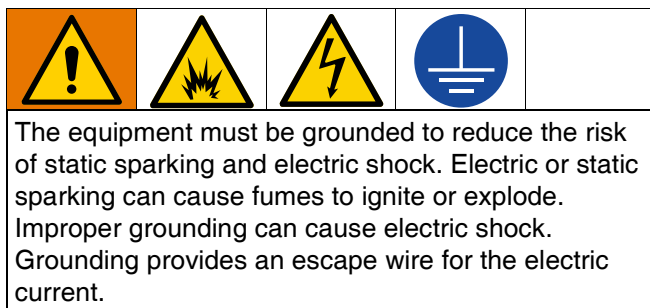 The equipment must be grounded to reduce the risk
of static sparking and electric shock. Electric or static
sparking can cause fumes to ignite or explode.
Improper grounding can cause electric shock.
Grounding provides an escape wire for the electric
current.